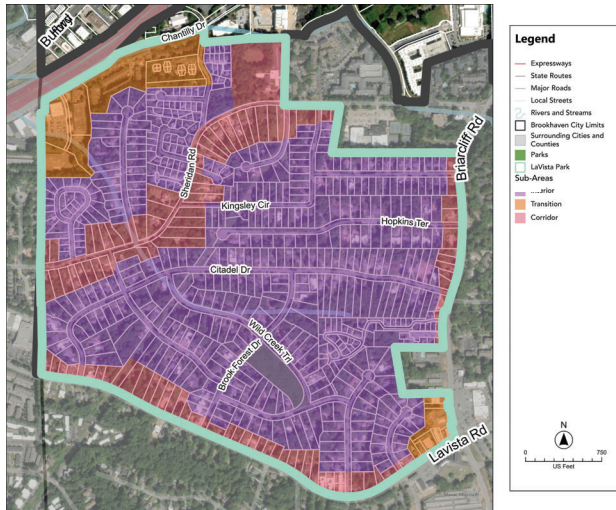 Chantilly Dr
Sheridan Rd
Briarcliff Rd
Kingsley Cir
Hopkins Ter
Citadel Dr
Wild Creek Trl
Brook Forest Dr
Lavista Rd
Legend
Expressways
State Routes
Major Roads
Local Streets
Rivers and Streams
Brookhaven City Limits
Surrounding Cities and
Counties
Parks
LaVista Park
Sub-Areas
Transition
Corridor
N
0
750
US Feet